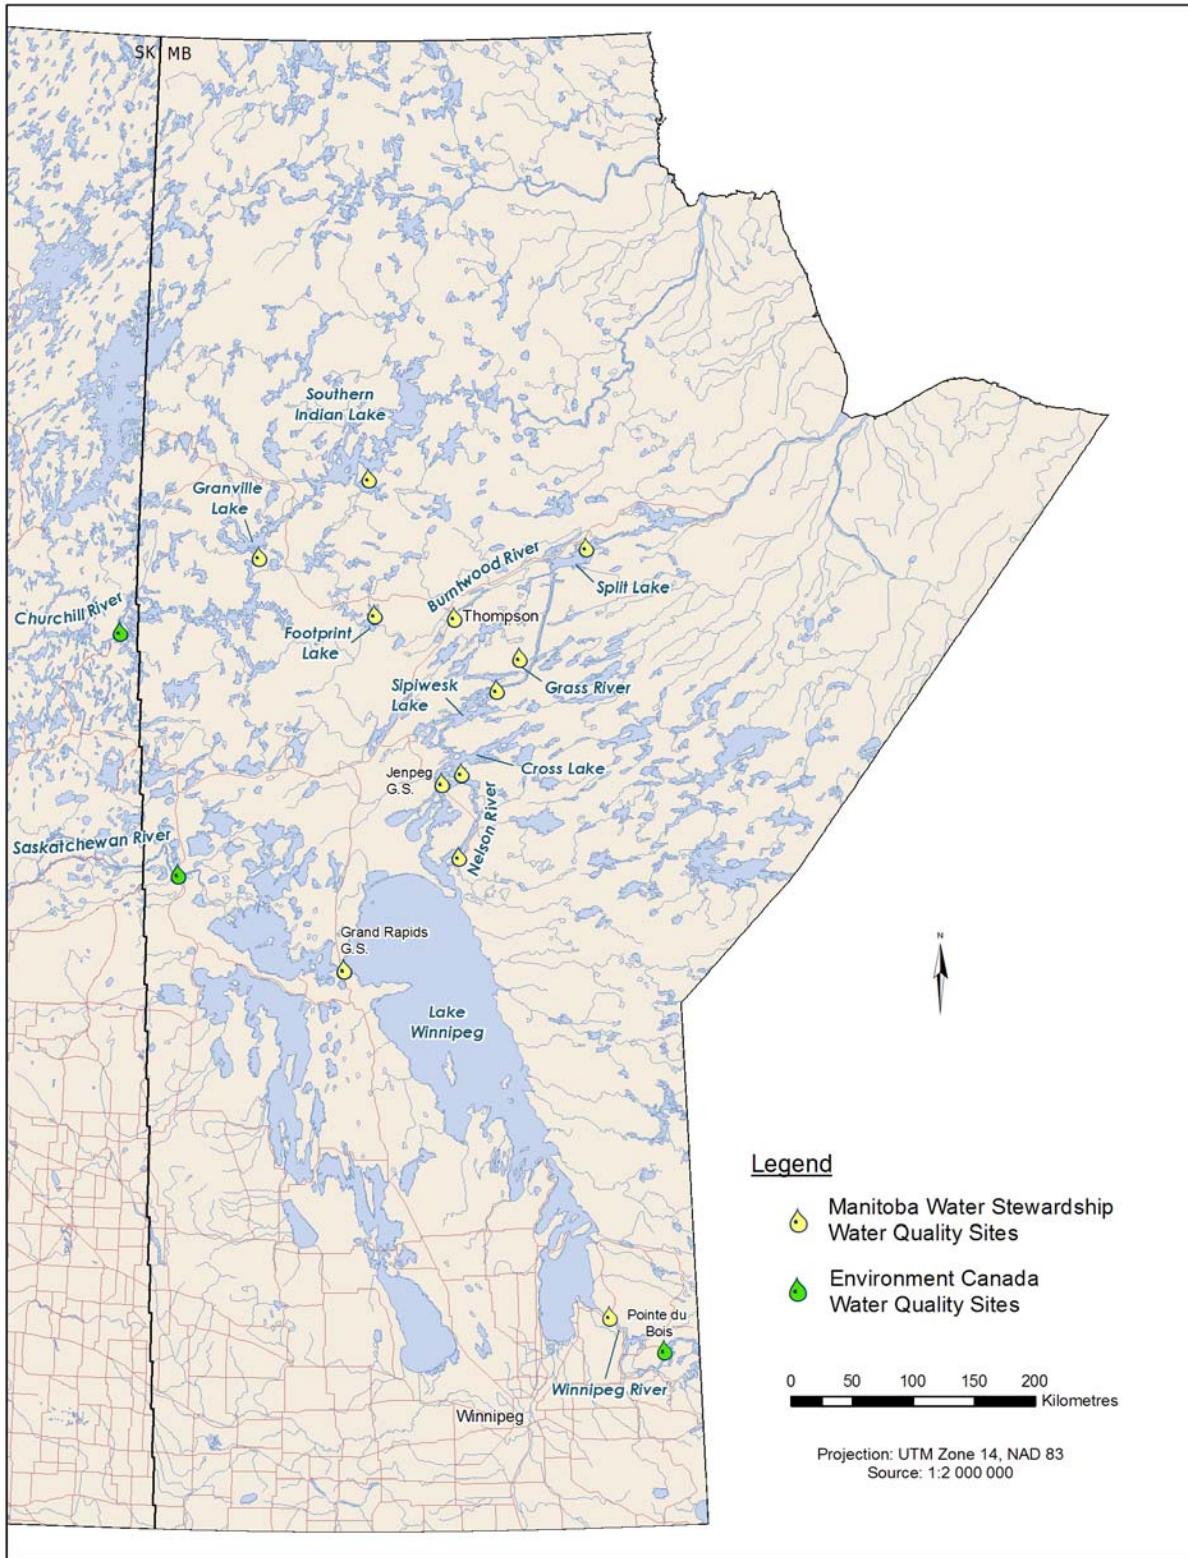 SK MB
Southern
Indian Lake
Granville
Lake
Burntwood River
Split Lake
Churchill River
Thompson
Footprint
Lake
Grass River
Sipiwesk
Lake
Cross Lake
Jenpeg
G.S.
Nelson River
Saskatchewan River
Grand Rapids
G.S.
N
Lake
Winnipeg
Legend
Manitoba Water Stewardship
Water Quality Sites
Environment Canada
Water Quality Sites
Pointe du
Bois
Winnipeg River
Winnipeg
0 50 100 150 200
Kilometres
Projection: UTM Zone 14, NAD 83
Source: 1:2 000 000